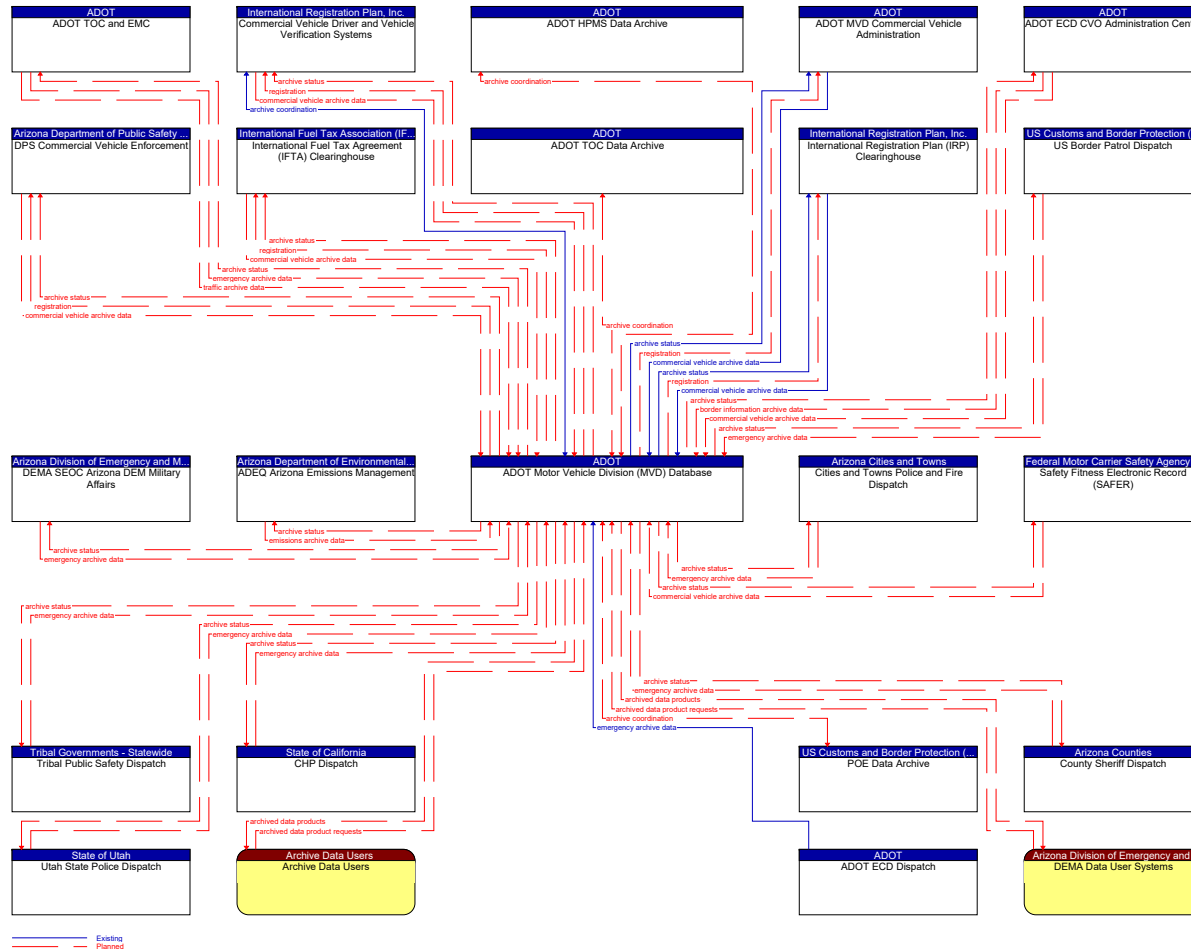 ADOT
ADOT TOC and EMC
International Registration Plan, Inc.
Commercial Vehicle Driver and Vehicle
Verification Systems
ADOT
ADOT HPMS Data Archive
ADOT
ADOT MVD Commercial Vehicle
Administration
ADOT
ADOT ECD CVO Administration Cent
archive status
registration
commercial vehicle archive data
archive coordination
archive coordination
Arizona Department of Public Safety ...
DPS Commercial Vehicle Enforcement
International Fuel Tax Association (IF...
International Fuel Tax Agreement
(IFTA) Clearinghouse
ADOT
ADOT TOC Data Archive
International Registration Plan, Inc.
International Registration Plan (IRP)
Clearinghouse
US Customs and Border Protection (
US Border Patrol Dispatch
archive status
registration
commercial vehicle archive data
archive status
emergency archive data
traffic archive data
archive status
registration
commercial vehicle archive data
archive coordination
archive status
registration
commercial vehicle archive data
archive status
registration
commercial vehicle archive data
archive status
border information archive data
commercial vehicle archive data
archive status
emergency archive data
Arizona Division of Emergency and M...
DEMA SEOC Arizona DEM Military
Affairs
Arizona Department of Environmental...
ADEQ Arizona Emissions Management
ADOT
ADOT Motor Vehicle Division (MVD) Database
Arizona Cities and Towns
Cities and Towns Police and Fire
Dispatch
Federal Motor Carrier Safety Agency
Safety Fitness Electronic Record
(SAFER)
archive status
emissions archive data
archive status
emergency archive data
archive status
emergency archive data
archive status
commercial vehicle archive data
archive status
emergency archive data
archive status
emergency archive data
archive status
emergency archive data
archive status
emergency archive data
archived data products
archived data product requests
archive coordination
emergency archive data
Tribal Governments - Statewide
Tribal Public Safety Dispatch
State of California
CHP Dispatch
US Customs and Border Protection (...
POE Data Archive
Arizona Counties
County Sheriff Dispatch
archived data products
archived data product requests
State of Utah
Utah State Police Dispatch
Archive Data Users
Archive Data Users
ADOT
ADOT ECD Dispatch
Arizona Division of Emergency and
DEMA Data User Systems
Existing
Planned